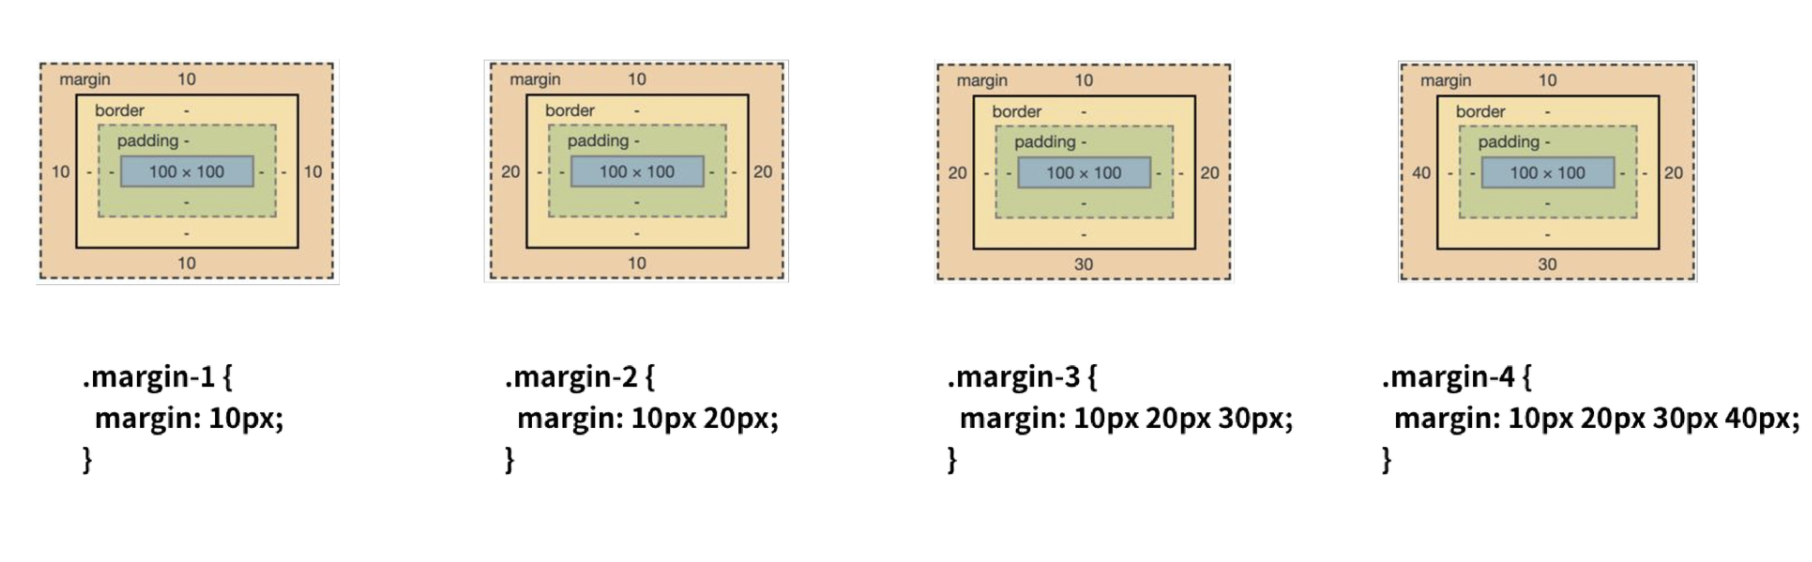 margin 10
border -
padding -
10 - - 100 × 100 - - 10
-
-
10
margin 10
border -
padding -
20 - - 100 × 100 - - 20
-
-
10
margin 10
border -
padding -
20 - - 100 × 100 - - 20
-
-
30
margin 10
border -
padding -
40 - - 100 × 100 - - 20
-
-
30
.margin-1 {
margin: 10px;
}
.margin-2 {
margin: 10px 20px;
}
.margin-3 {
margin: 10px 20px 30px;
}
.margin-4 {
margin: 10px 20px 30px 40px;
}